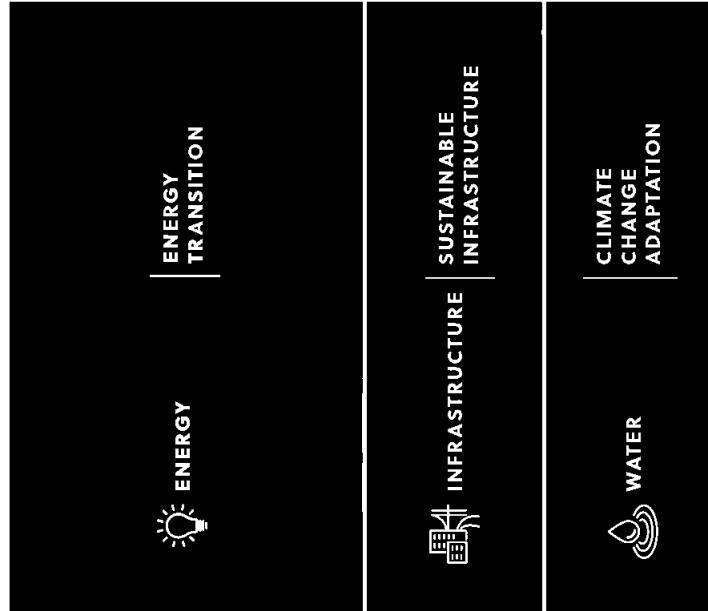 ENERGY
ENERGY
TRANSITION
INFRASTRUCTURE
SUSTAINABLE
INFRASTRUCTURE
WATER
CLIMATE
CHANGE
ADAPTATION